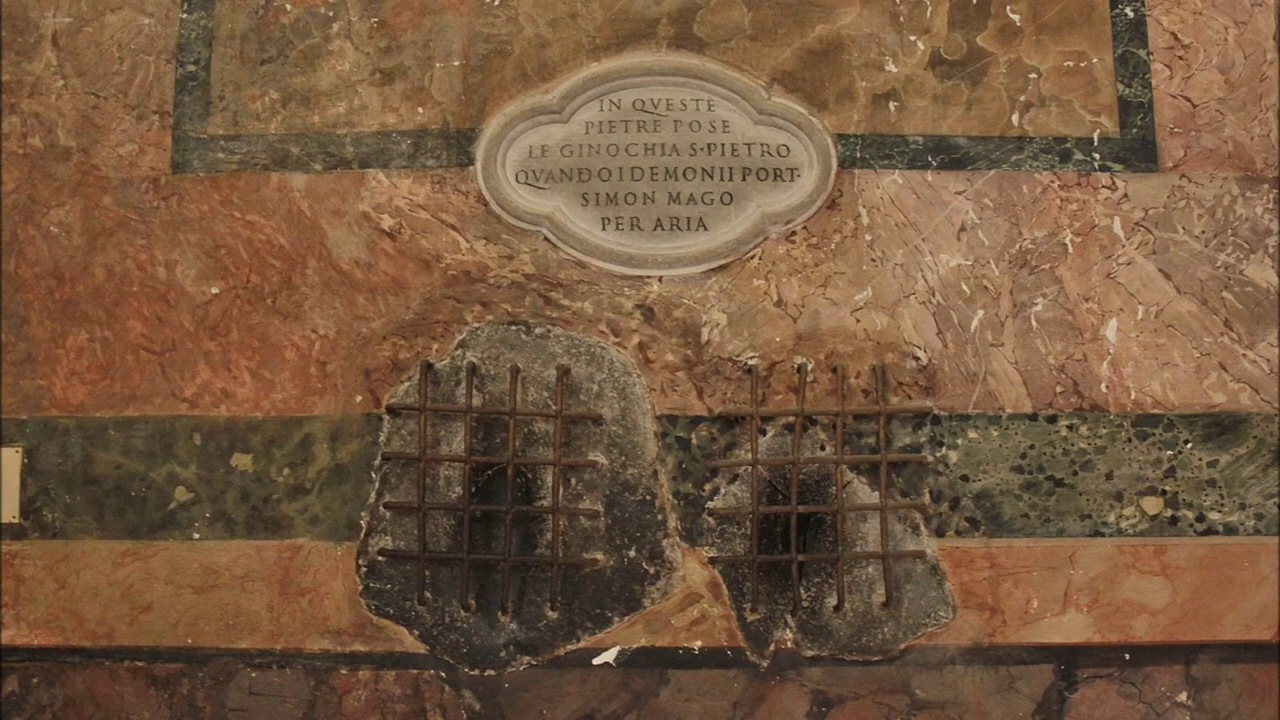 IN QVESTE
PIETRE POSE
LE GINOCHIA S·PIETRO
QVANDO I DEMONII PORT·
SIMON MAGO
PER ARIA